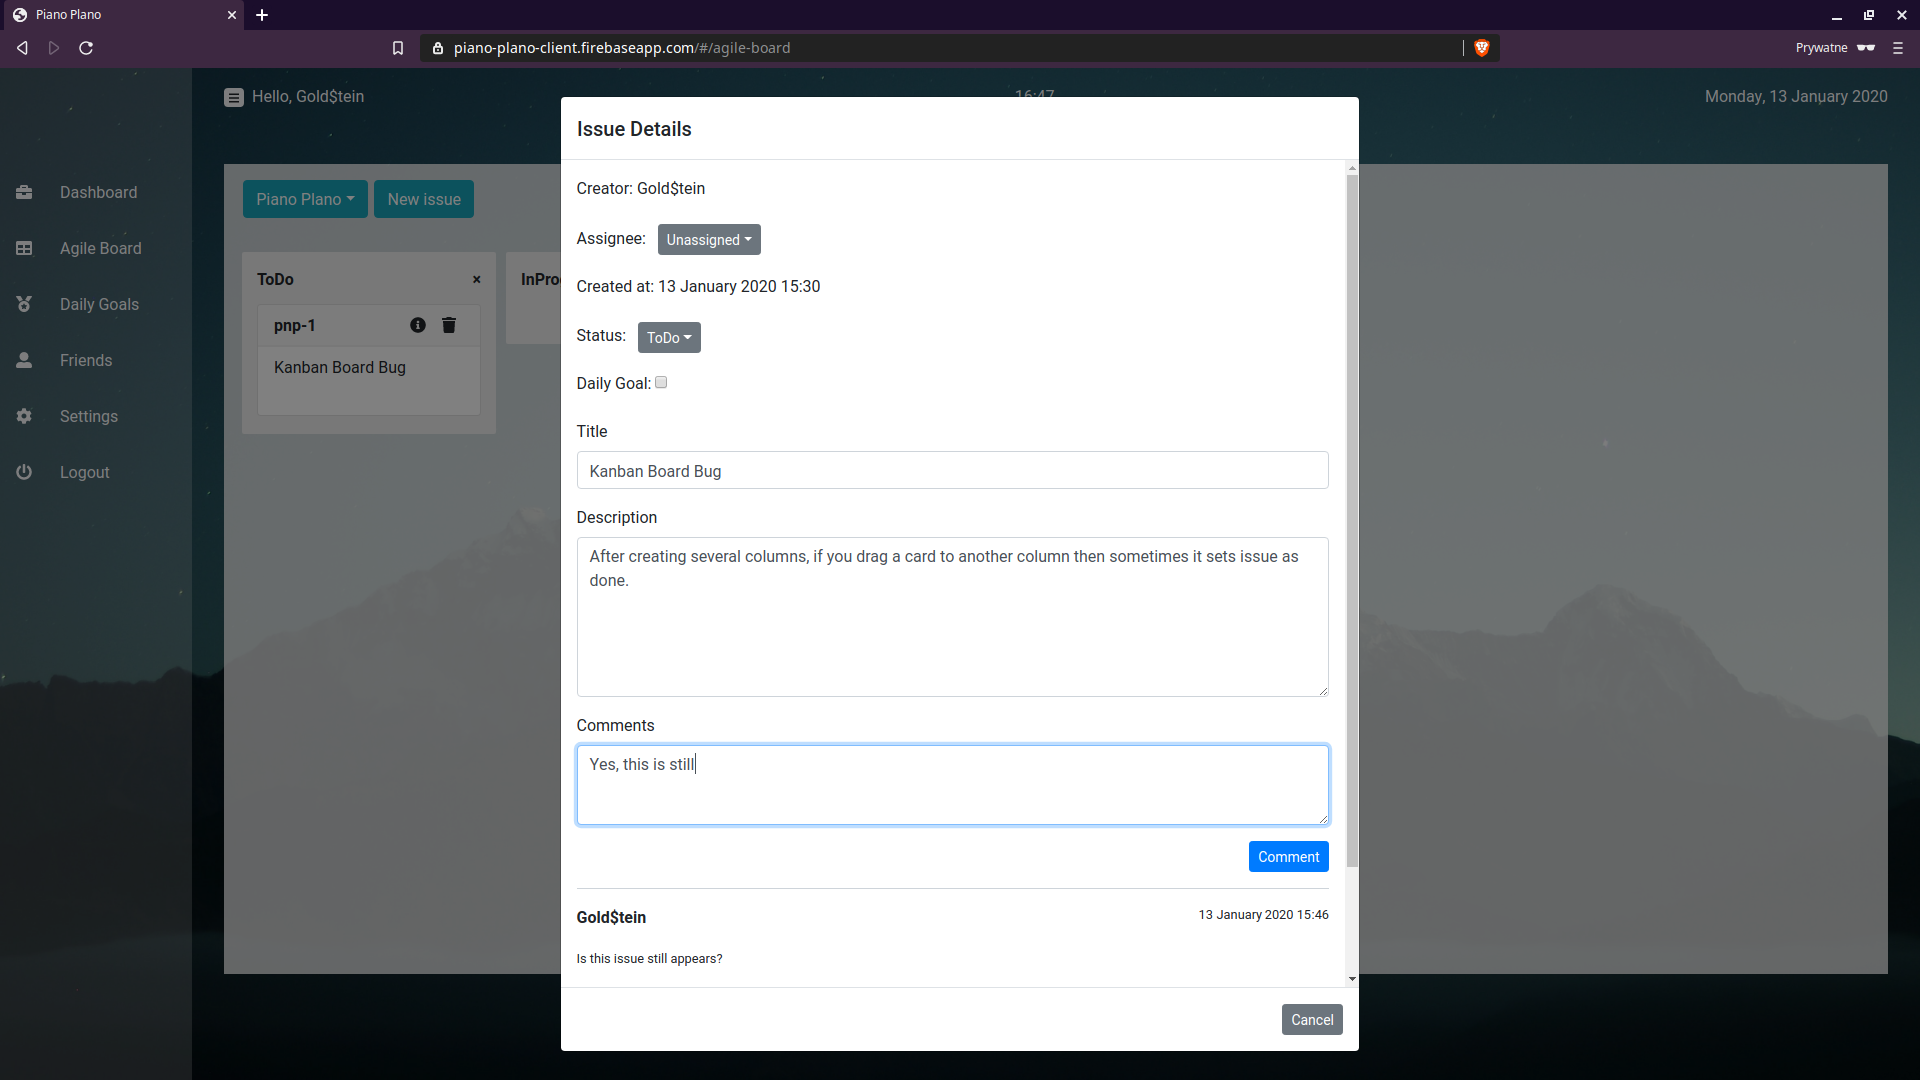 Piano Plano
piano-plano-client.firebaseapp.com/#/agile-board
Prywatne
Hello, Gold$tein
16:47
Monday, 13 January 2020
Dashboard
Agile Board
Daily Goals
Friends
Settings
Logout
Piano Plano
New issue
ToDo
×
pnp-1
Kanban Board Bug
InPro
Issue Details
Creator: Gold$tein
Assignee: Unassigned
Created at: 13 January 2020 15:30
Status: ToDo
Daily Goal:
Title
Kanban Board Bug
Description
After creating several columns, if you drag a card to another column then sometimes it sets issue as
done.
Comments
Yes, this is still
Comment
Gold$tein
13 January 2020 15:46
Is this issue still appears?
Cancel